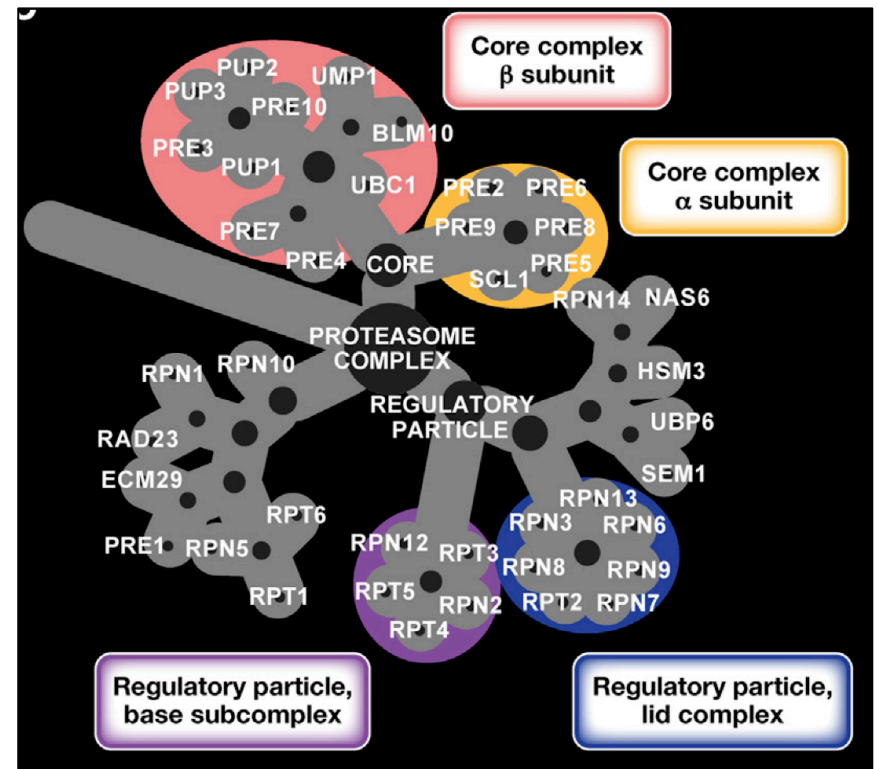 Core complex
β subunit
Core complex
α subunit
PUP2
UMP1
PUP3
PRE10
BLM10
PRE3
PUP1
UBC1
PRE7
PRE4
CORE
PRE2
PRE6
PRE9
PRE8
SCL1
PRE5
PROTEASOME
COMPLEX
REGULATORY
PARTICLE
RPN14
NAS6
HSM3
UBP6
SEM1
RPN1
RPN10
RAD23
ECM29
RPT6
PRE1
RPN5
RPT1
RPN12
RPT3
RPT5
RPN2
RPT4
RPN13
RPN3
RPN6
RPN8
RPN9
RPT2
RPN7
Regulatory particle,
base subcomplex
Regulatory particle,
lid complex